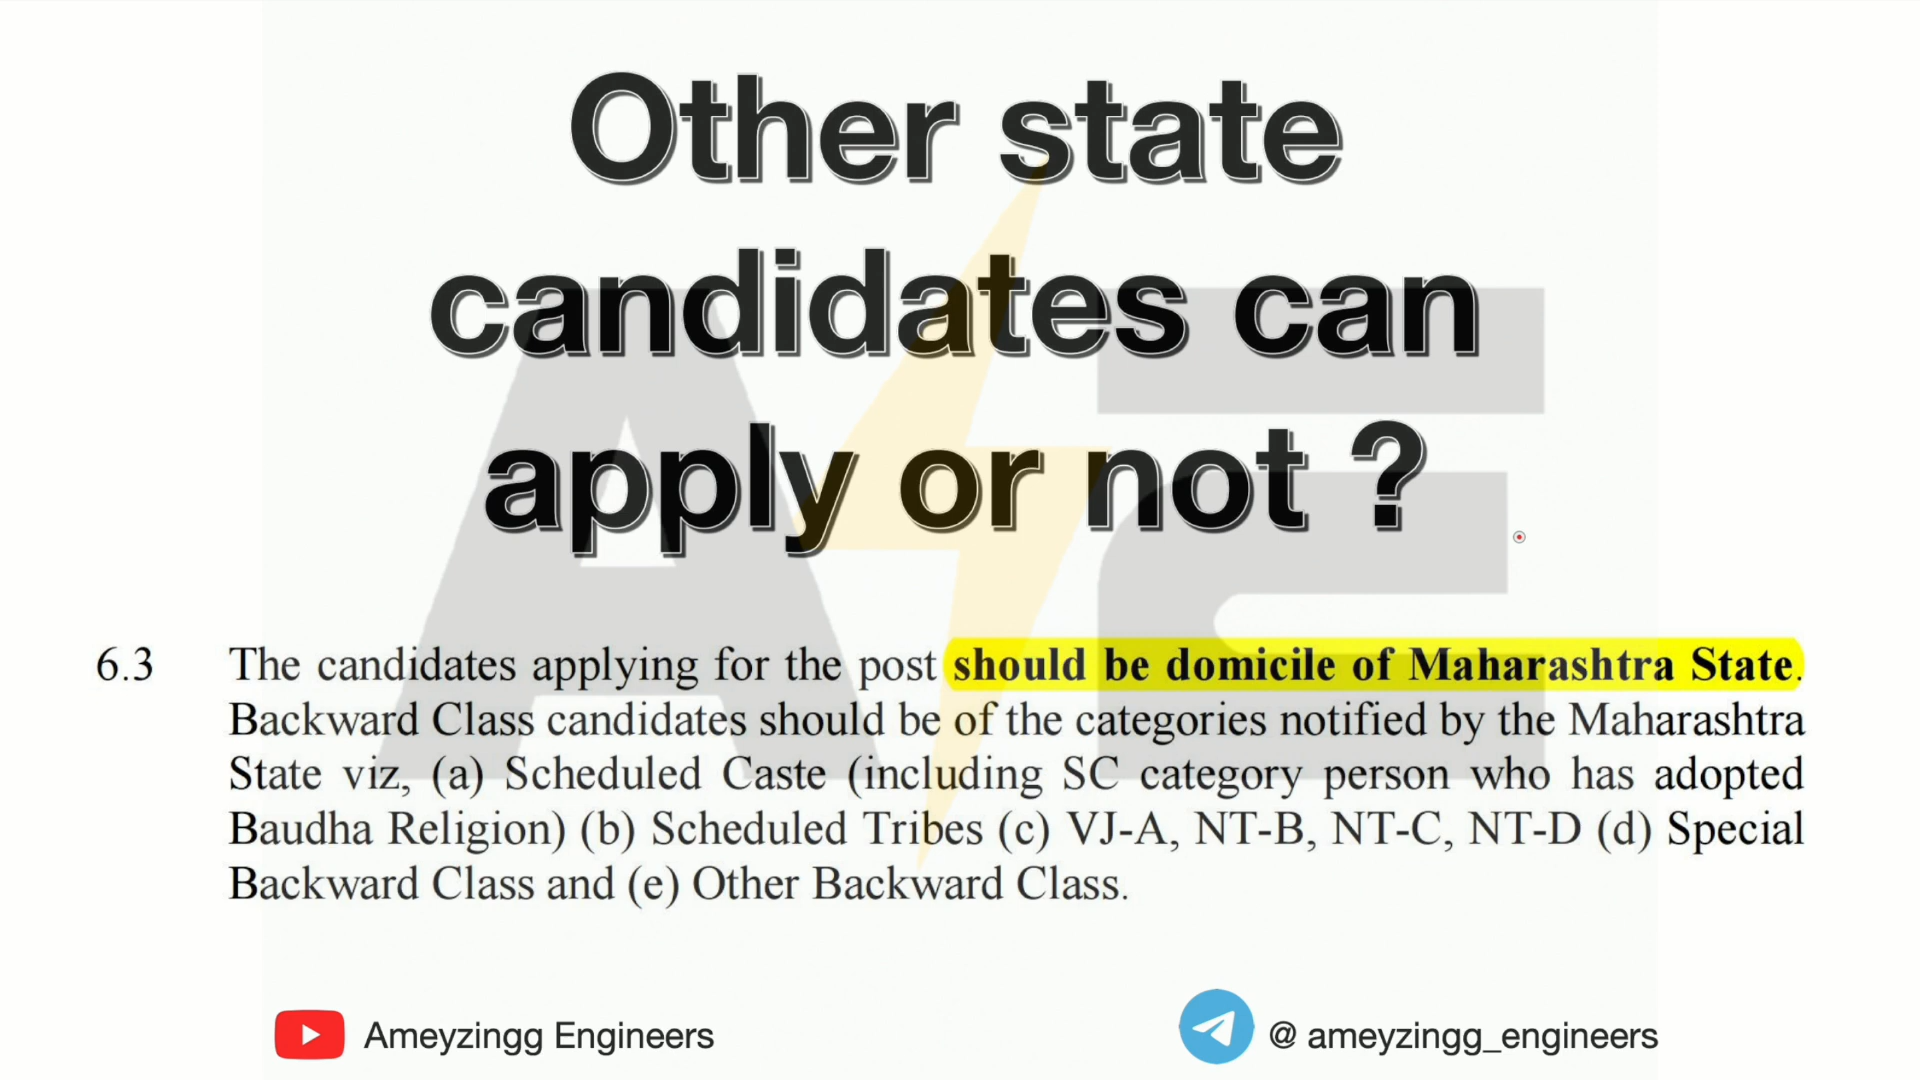 Other state
candidates can
apply or not ?
6.3 The candidates applying for the post should be domicile of Maharashtra State.
Backward Class candidates should be of the categories notified by the Maharashtra
State viz, (a) Scheduled Caste (including SC category person who has adopted
Baudha Religion) (b) Scheduled Tribes (c) VJ-A, NT-B, NT-C, NT-D (d) Special
Backward Class and (e) Other Backward Class.
Ameyzingg Engineers
@ ameyzingg_engineers